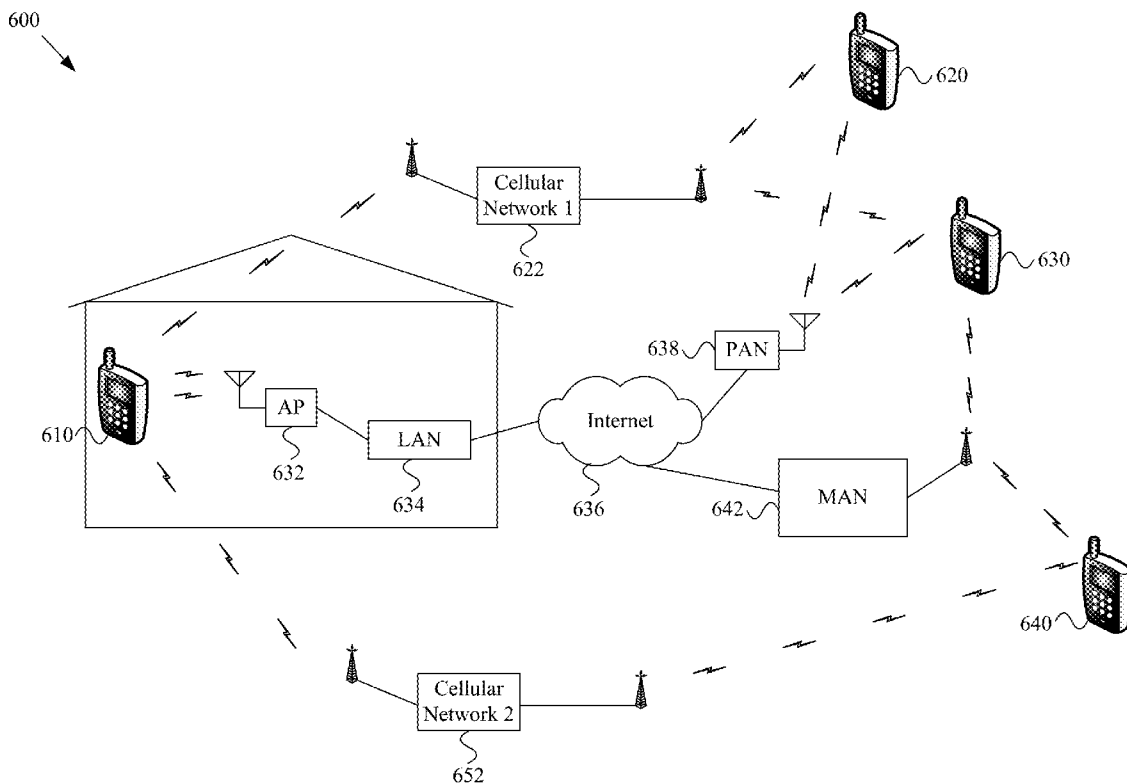 600
620
Cellular
Network 1
622
630
638
PAN
610
AP
632
LAN
634
Internet
636
642
MAN
640
Cellular
Network 2
652